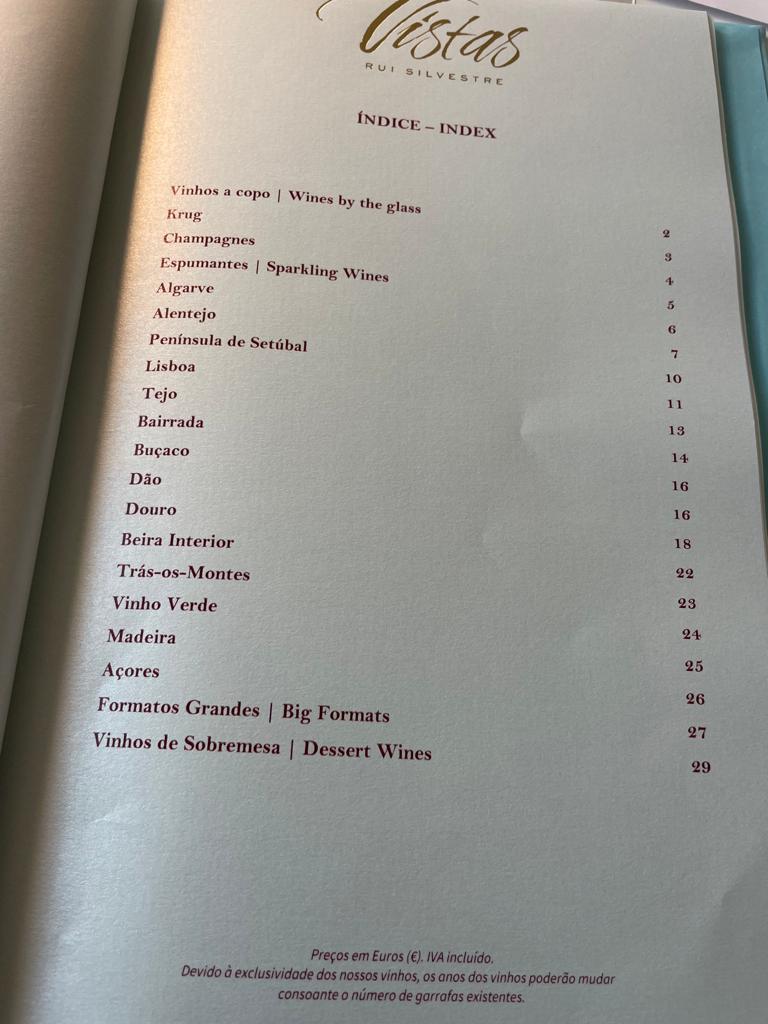 Vistas
RUI SILVESTRE
ÍNDICE – INDEX
Vinhos a copo | Wines by the glass 2
Krug 3
Champagnes 4
Espumantes | Sparkling Wines 5
Algarve 6
Alentejo 7
Península de Setúbal 10
Lisboa 11
Tejo 13
Bairrada 14
Buçaco 16
Dão 16
Douro 18
Beira Interior 22
Trás-os-Montes 23
Vinho Verde 24
Madeira 25
Açores 26
Formatos Grandes | Big Formats 27
Vinhos de Sobremesa | Dessert Wines 29
Preços em Euros (€). IVA incluído.
Devido à exclusividade dos nossos vinhos, os anos dos vinhos poderão mudar
consoante o número de garrafas existentes.